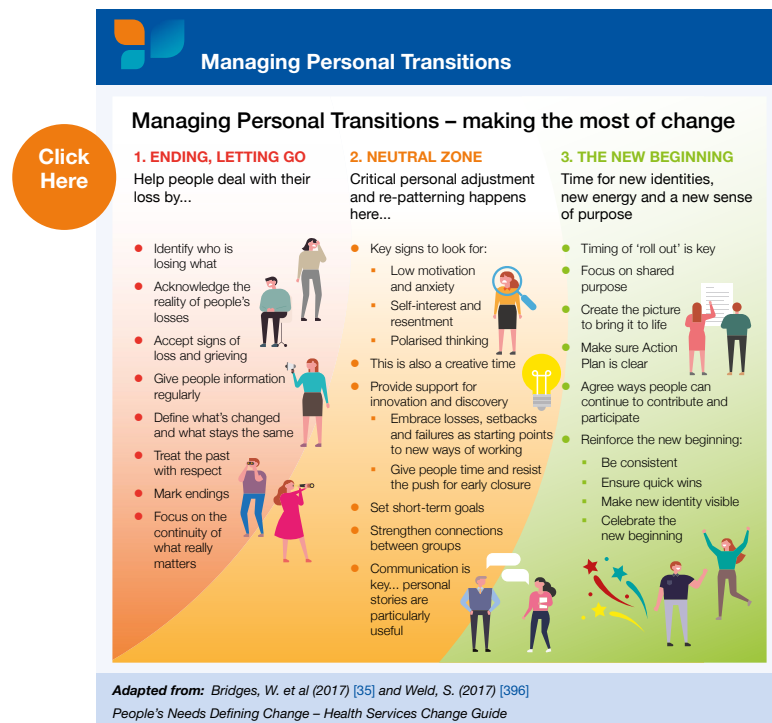 Managing Personal Transitions
Click
Here
Managing Personal Transitions – making the most of change
1. ENDING, LETTING GO
Help people deal with their
loss by...
● Identify who is
losing what
● Acknowledge the
reality of people's
losses
● Accept signs of
loss and grieving
● Give people information
regularly
● Define what's changed
and what stays the same
● Treat the past
with respect
● Mark endings
● Focus on the
continuity of
what really
matters
2. NEUTRAL ZONE
Critical personal adjustment
and re-patterning happens
here...
● Key signs to look for:
▪ Low motivation
and anxiety
▪ Self-interest and
resentment
▪ Polarised thinking
● This is also a creative time
● Provide support for
innovation and discovery
▪ Embrace losses, setbacks
and failures as starting points
to new ways of working
▪ Give people time and resist
the push for early closure
● Set short-term goals
● Strengthen connections
between groups
● Communication is
key... personal
stories are
particularly
useful
3. THE NEW BEGINNING
Time for new identities,
new energy and a new sense
of purpose
● Timing of 'roll out' is key
● Focus on shared
purpose
● Create the picture
to bring it to life
● Make sure Action
Plan is clear
● Agree ways people can
continue to contribute and
participate
● Reinforce the new beginning:
▪ Be consistent
▪ Ensure quick wins
▪ Make new identity visible
▪ Celebrate the
new beginning
Adapted from: Bridges, W. et al (2017) [35] and Weld, S. (2017) [396]
People's Needs Defining Change – Health Services Change Guide